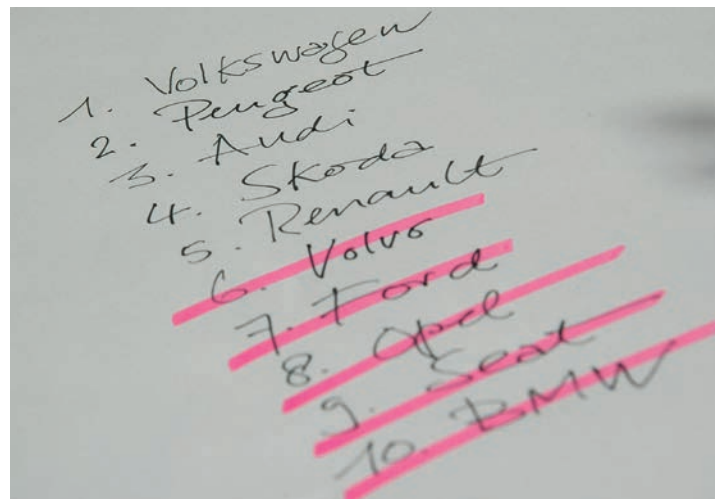 1. Volkswagen
2. Peugeot
3. Audi
4. Skoda
5. Renault
6. Volvo
7. Ford
8. Opel
9. Seat
10. BMW